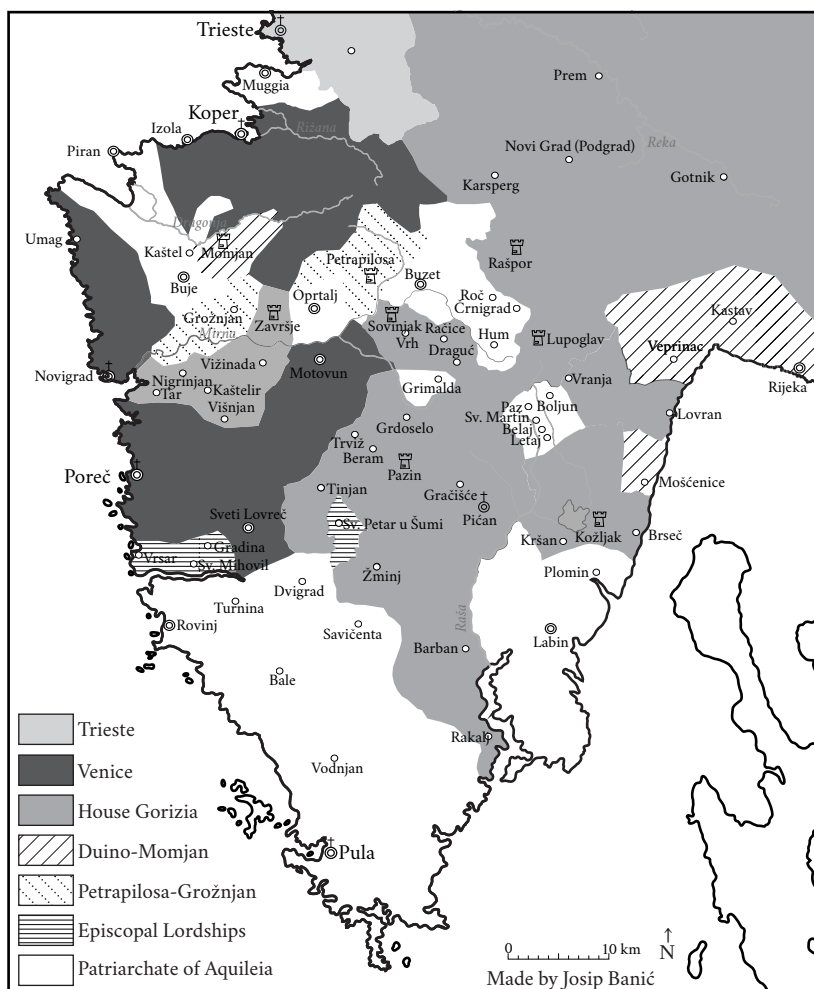 Trieste
Muggia
Prem
Koper
Izola
Rižana
Piran
Novi Grad (Podgrad)
Reka
Karsperg
Gotnik
Dragonja
Umag
Kaštel
Momjan
Rašpor
Petrapilosa
Buzet
Buje
Roč
Oprtalj
Črnigrad
Kastav
Grožnjan
Završje
Sovinjak
Račice
Mirna
Vrh
Hum
Lupoglav
Draguć
Veprinac
Vižinada
Motovun
Novigrad
Nigrinjan
Vranja
Rijeka
Tar
Kaštelir
Grimalda
Paz
Boljun
Višnjan
Sv. Martin
Lovran
Grdoselo
Belaj
Letaj
Trviž
Beram
Poreč
Pazin
Mošćenice
Tinjan
Gračišće
Pićan
Sveti Lovreč
Sv. Petar u Šumi
Gradina
Kršan
Kožljak
Brseč
Vrsar
Sv. Mihovil
Žminj
Plomin
Dvigrad
Turnina
Raša
Rovinj
Savičenta
Labin
Barban
Bale
Trieste
Rakalj
Vodnjan
Venice
House Gorizia
Duino-Momjan
Pula
Petrapilosa-Grožnjan
Episcopal Lordships
0 10 km
N
Patriarchate of Aquileia
Made by Josip Banić